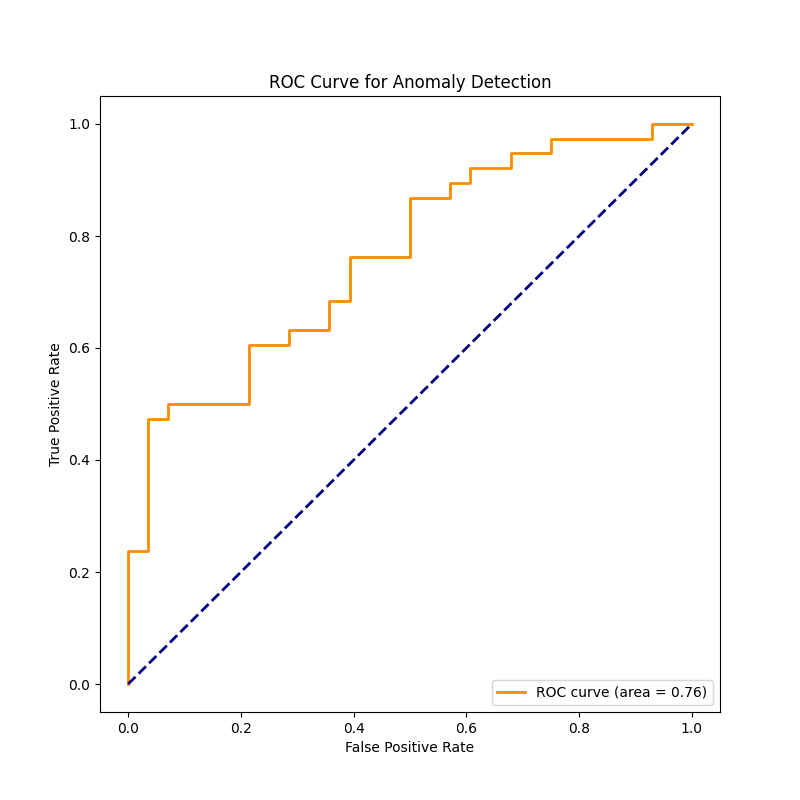 ROC Curve for Anomaly Detection
1.0
0.8
0.6
0.4
0.2
0.0
True Positive Rate
ROC curve (area = 0.76)
0.0 0.2 0.4 0.6 0.8 1.0
False Positive Rate